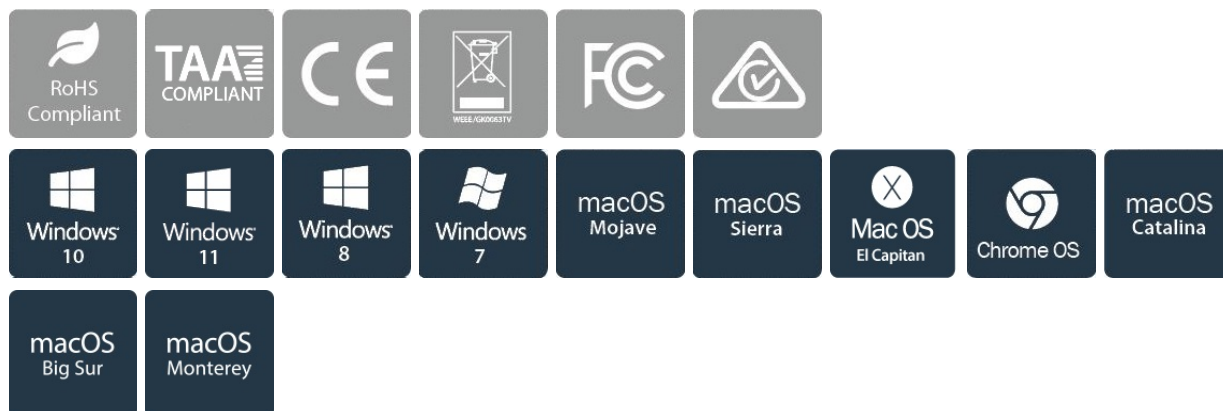 RoHS
Compliant
TAA
COMPLIANT
CE
WEEE/GK0063TV
FC
Windows
10
Windows
11
Windows
8
Windows
7
macOS
Mojave
macOS
Sierra
X
Mac OS
El Capitan
Chrome OS
macOS
Catalina
macOS
Big Sur
macOS
Monterey